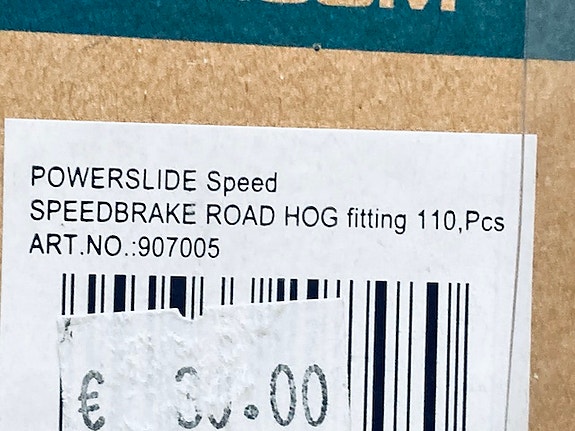 POWERSLIDE Speed
SPEEDBRAKE ROAD HOG fitting 110,Pcs
ART.NO.:907005